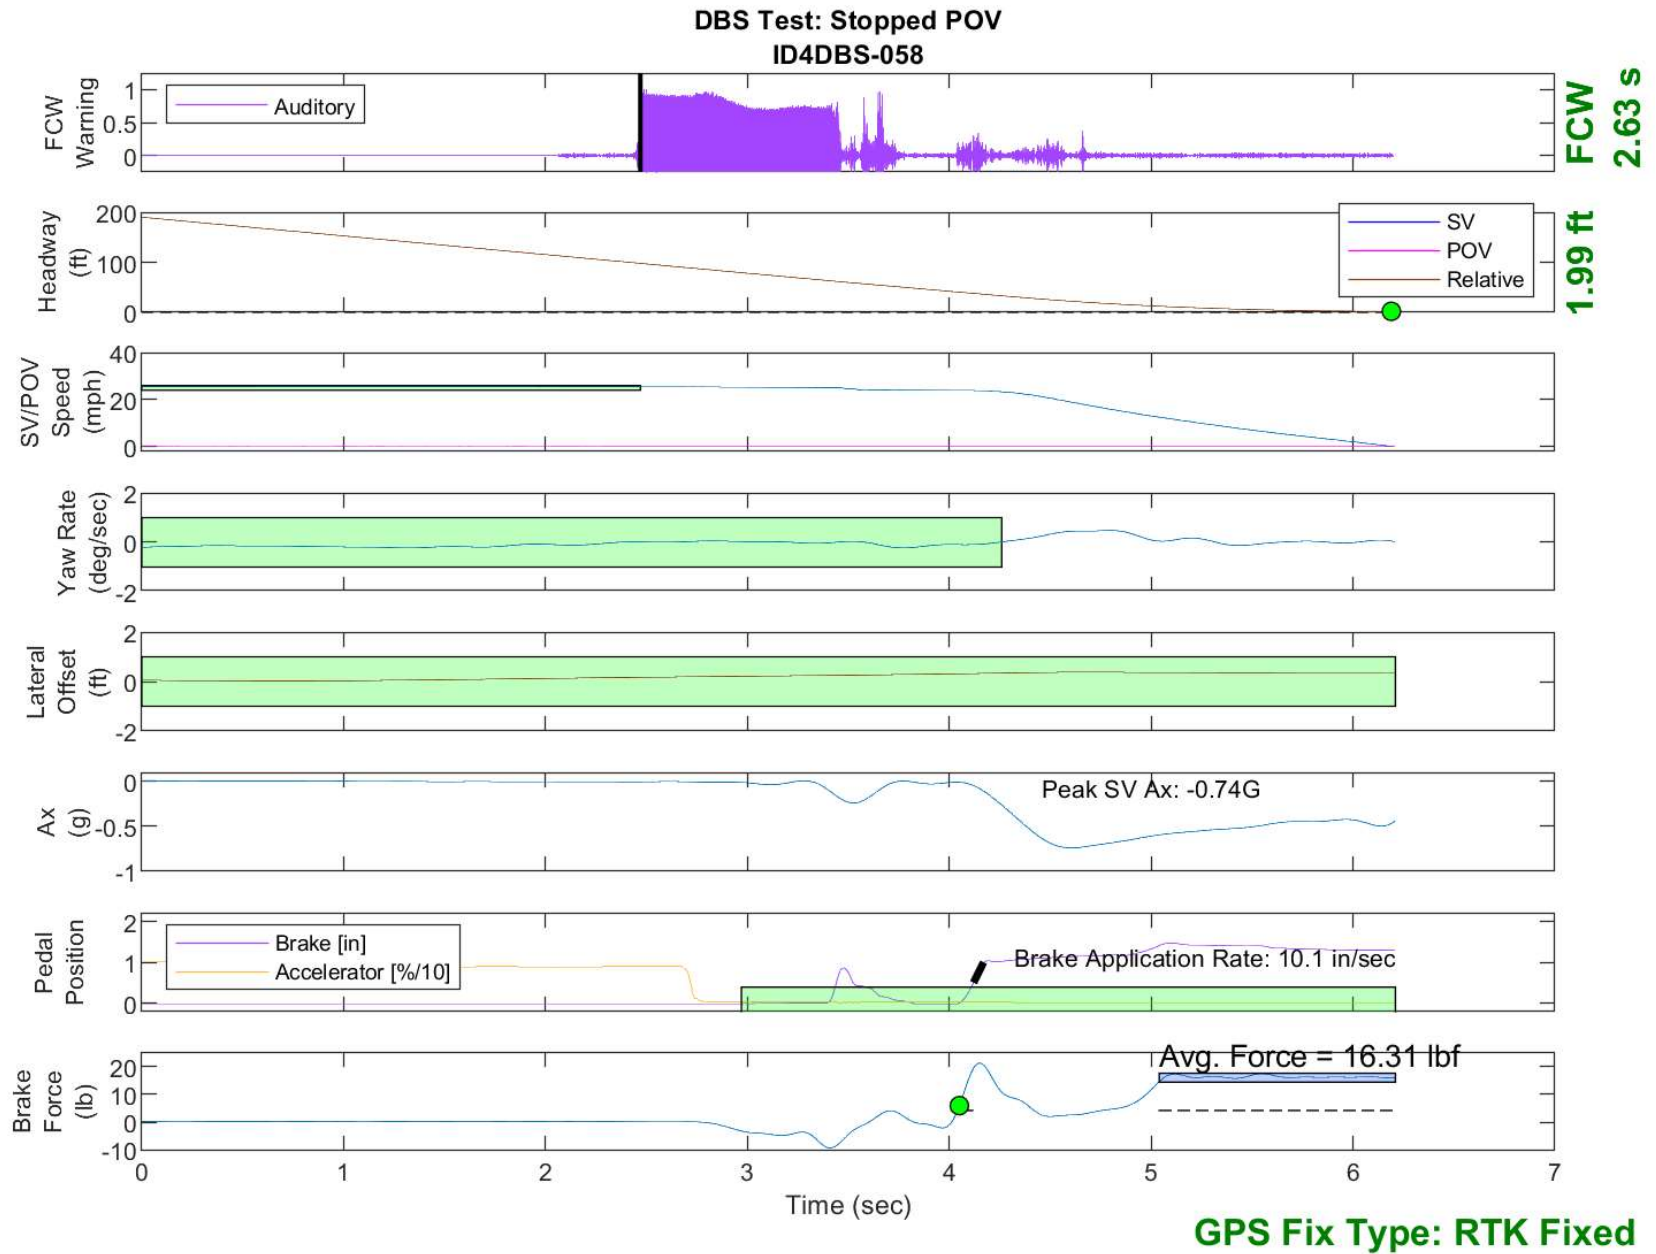 DBS Test: Stopped POV
ID4DBS-058
FCW
Warning
1
0.5
0
Auditory
FCW
2.63 s
Headway
(ft)
200
100
0
SV
POV
Relative
1.99 ft
SV/POV
Speed
(mph)
40
20
0
Yaw Rate
(deg/sec)
2
0
-2
Lateral
Offset
(ft)
2
0
-2
Ax
(g)
0
-0.5
-1
Peak SV Ax: -0.74G
Pedal
Position
2
1
0
Brake [in]
Accelerator [%/10]
Brake Application Rate: 10.1 in/sec
Brake
Force
(lb)
20
10
0
-10
Avg. Force = 16.31 lbf
0 1 2 3 4 5 6 7
Time (sec)
GPS Fix Type: RTK Fixed